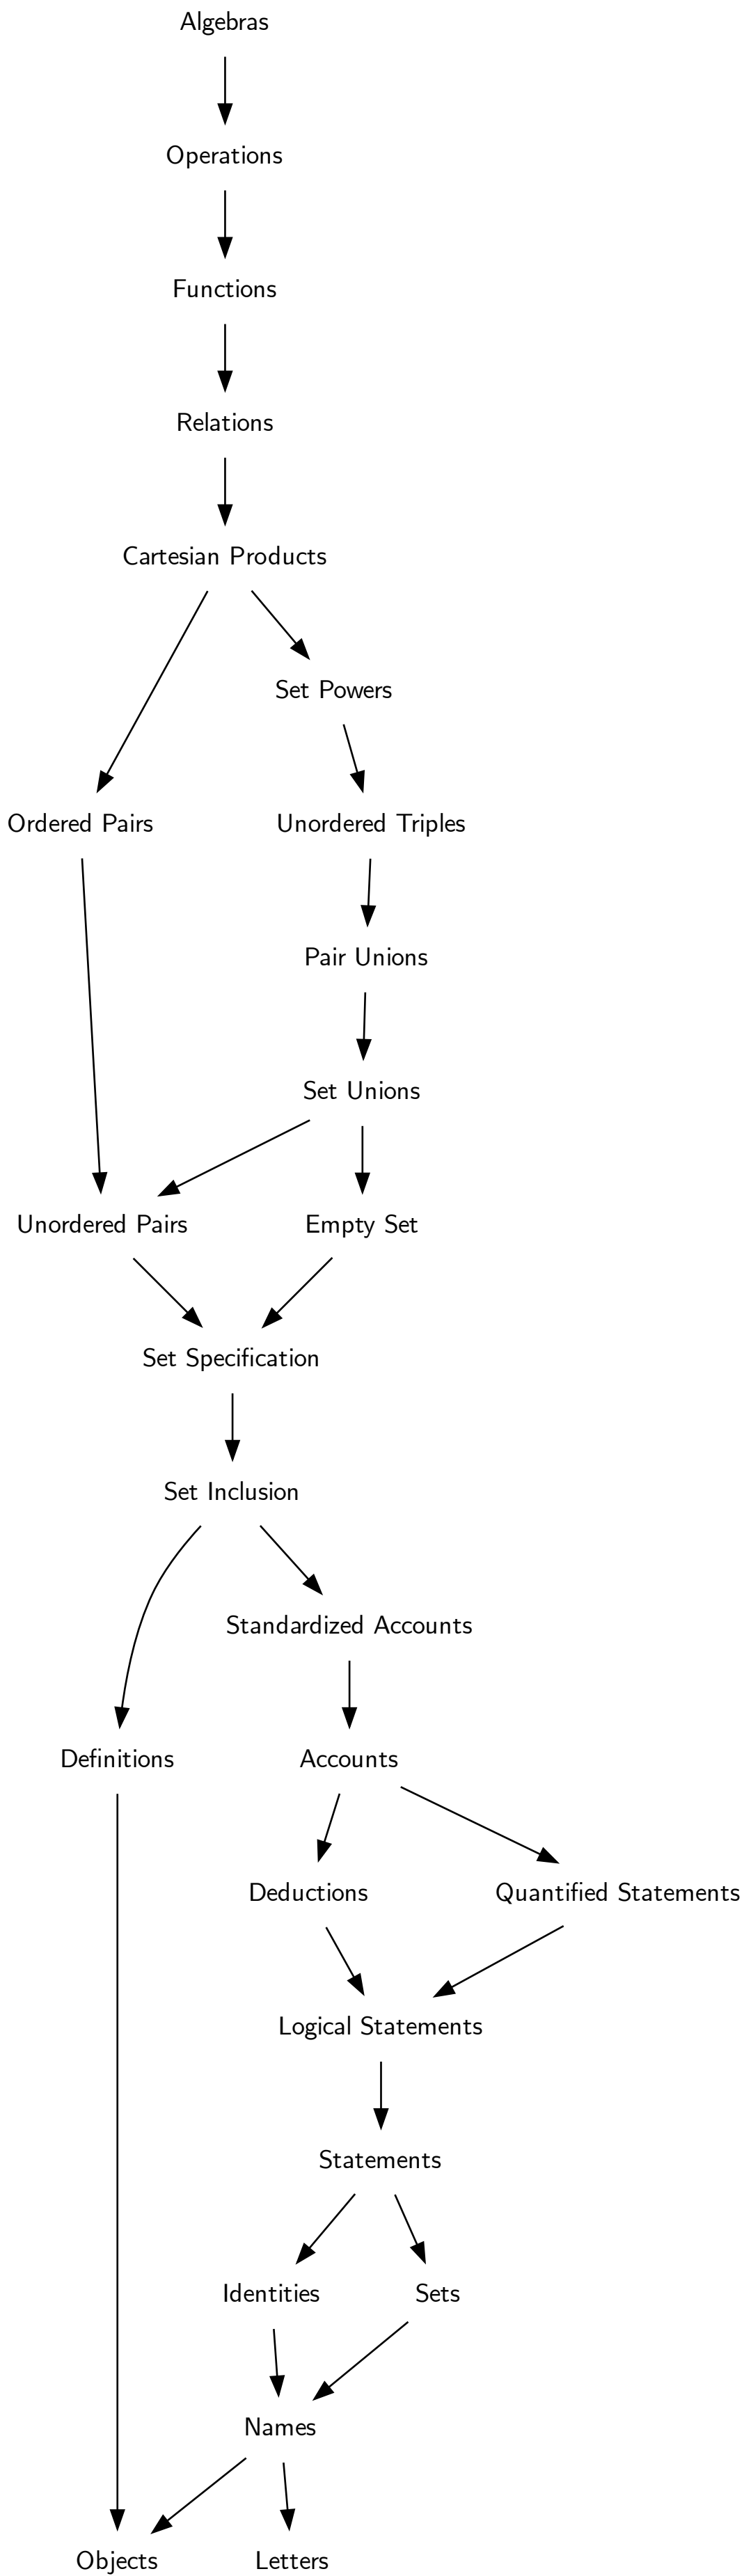 Algebras
Operations
Functions
Relations
Cartesian Products
Set Powers
Ordered Pairs
Unordered Triples
Pair Unions
Set Unions
Unordered Pairs
Empty Set
Set Specification
Set Inclusion
Standardized Accounts
Definitions
Accounts
Deductions
Quantified Statements
Logical Statements
Statements
Identities
Sets
Names
Objects
Letters